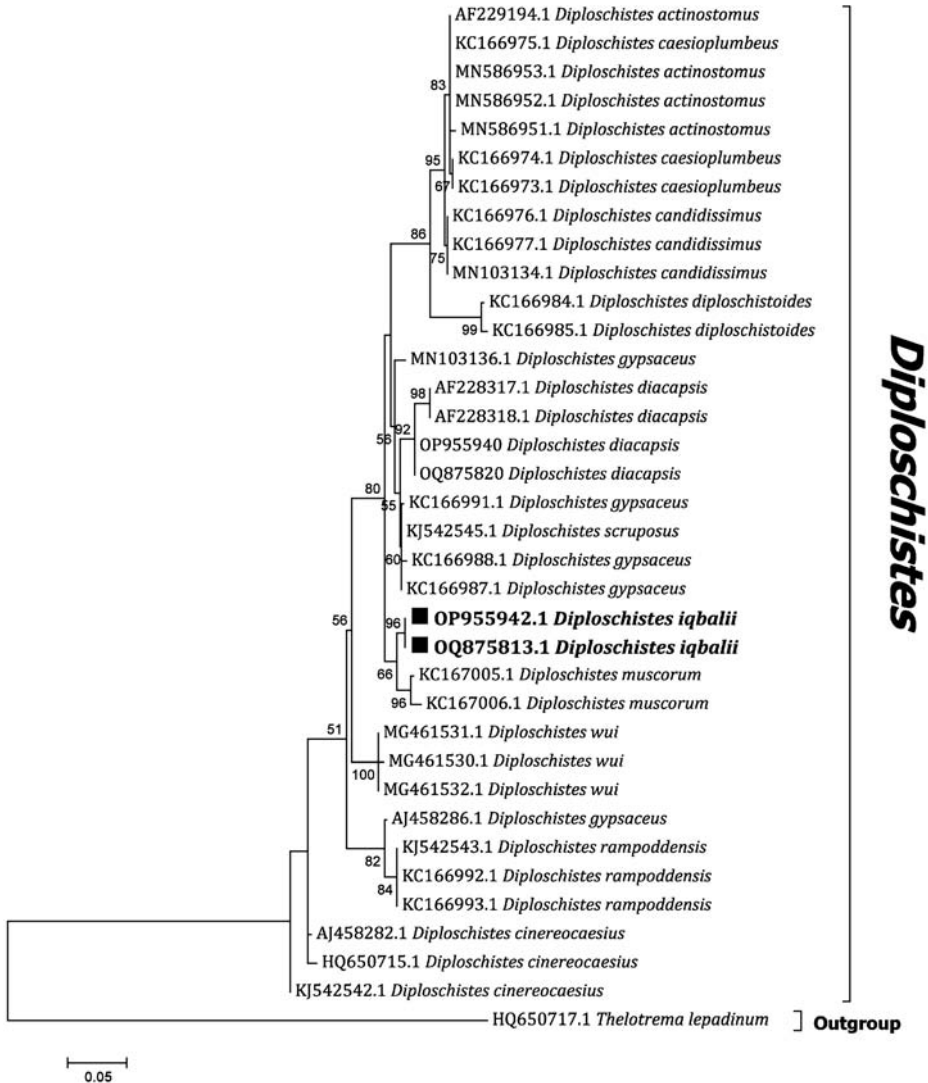 AF229194.1 Diploschistes actinostomus
KC166975.1 Diploschistes caesioplumbeus
MN586953.1 Diploschistes actinostomus
83
MN586952.1 Diploschistes actinostomus
MN586951.1 Diploschistes actinostomus
95
KC166974.1 Diploschistes caesioplumbeus
67
KC166973.1 Diploschistes caesioplumbeus
KC166976.1 Diploschistes candidissimus
86
KC166977.1 Diploschistes candidissimus
75
MN103134.1 Diploschistes candidissimus
KC166984.1 Diploschistes diploschistoides
99
KC166985.1 Diploschistes diploschistoides
MN103136.1 Diploschistes gypsaceus
98
AF228317.1 Diploschistes diacapsis
AF228318.1 Diploschistes diacapsis
92
56
OP955940 Diploschistes diacapsis
OQ875820 Diploschistes diacapsis
80
55
KC166991.1 Diploschistes gypsaceus
KJ542545.1 Diploschistes scruposus
60
KC166988.1 Diploschistes gypsaceus
KC166987.1 Diploschistes gypsaceus
56
96
OP955942.1 Diploschistes iqbalii
OQ875813.1 Diploschistes iqbalii
66
KC167005.1 Diploschistes muscorum
96
KC167006.1 Diploschistes muscorum
51
MG461531.1 Diploschistes wui
MG461530.1 Diploschistes wui
100
MG461532.1 Diploschistes wui
AJ458286.1 Diploschistes gypsaceus
82
KJ542543.1 Diploschistes rampoddensis
84
KC166992.1 Diploschistes rampoddensis
KC166993.1 Diploschistes rampoddensis
AJ458282.1 Diploschistes cinereocaesius
HQ650715.1 Diploschistes cinereocaesius
KJ542542.1 Diploschistes cinereocaesius
Diploschistes
HQ650717.1 Thelotrema lepadinum
Outgroup
0.05